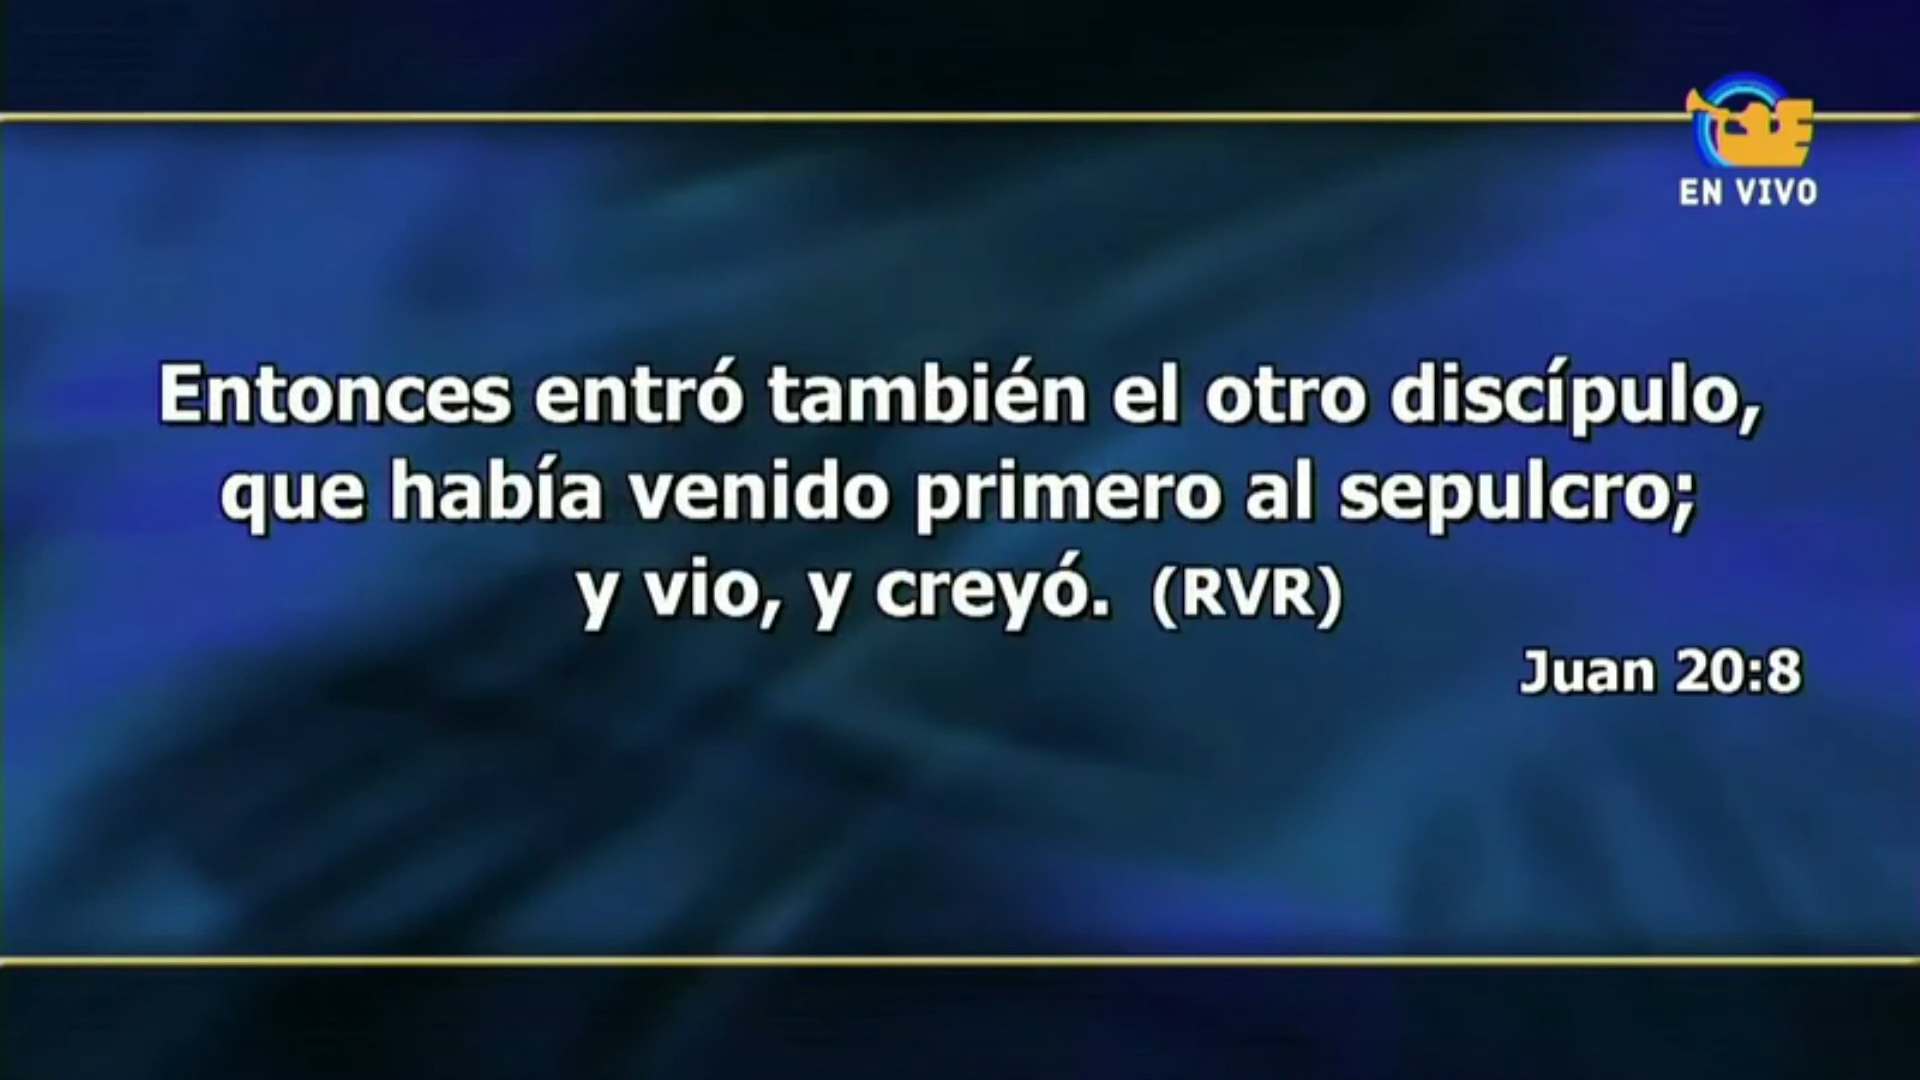 EN VIVO
Entonces entró también el otro discípulo,
que había venido primero al sepulcro;
y vio, y creyó. (RVR)
Juan 20:8